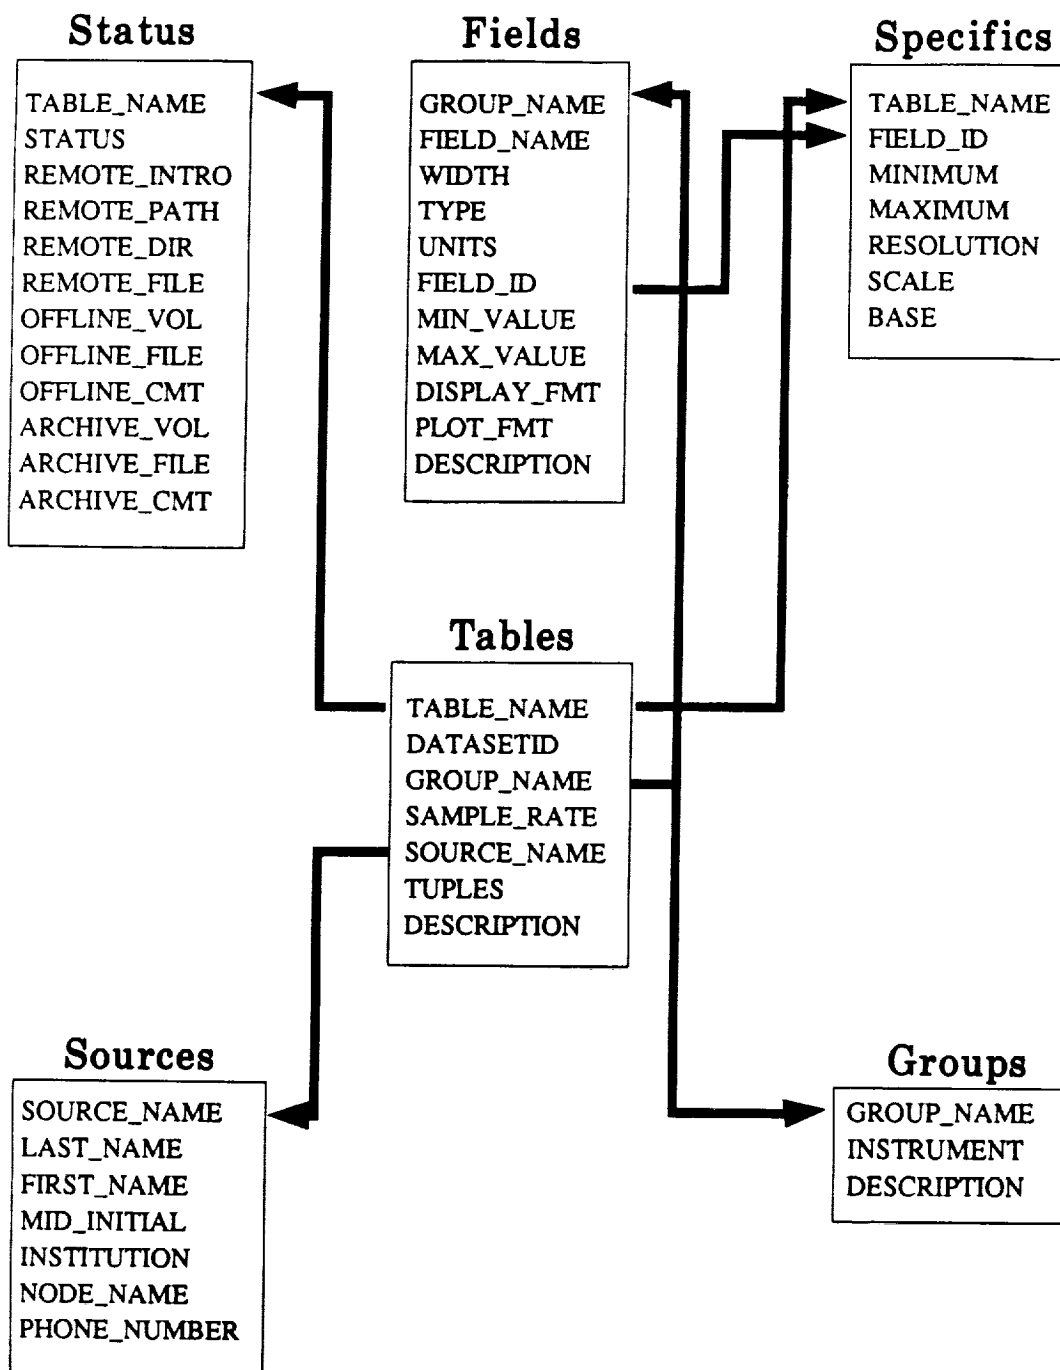 Status
TABLE_NAME
STATUS
REMOTE_INTRO
REMOTE_PATH
REMOTE_DIR
REMOTE_FILE
OFFLINE_VOL
OFFLINE_FILE
OFFLINE_CMT
ARCHIVE_VOL
ARCHIVE_FILE
ARCHIVE_CMT
Fields
GROUP_NAME
FIELD_NAME
WIDTH
TYPE
UNITS
FIELD_ID
MIN_VALUE
MAX_VALUE
DISPLAY_FMT
PLOT_FMT
DESCRIPTION
Specifics
TABLE_NAME
FIELD_ID
MINIMUM
MAXIMUM
RESOLUTION
SCALE
BASE
Tables
TABLE_NAME
DATASETID
GROUP_NAME
SAMPLE_RATE
SOURCE_NAME
TUPLES
DESCRIPTION
Sources
SOURCE_NAME
LAST_NAME
FIRST_NAME
MID_INITIAL
INSTITUTION
NODE_NAME
PHONE_NUMBER
Groups
GROUP_NAME
INSTRUMENT
DESCRIPTION